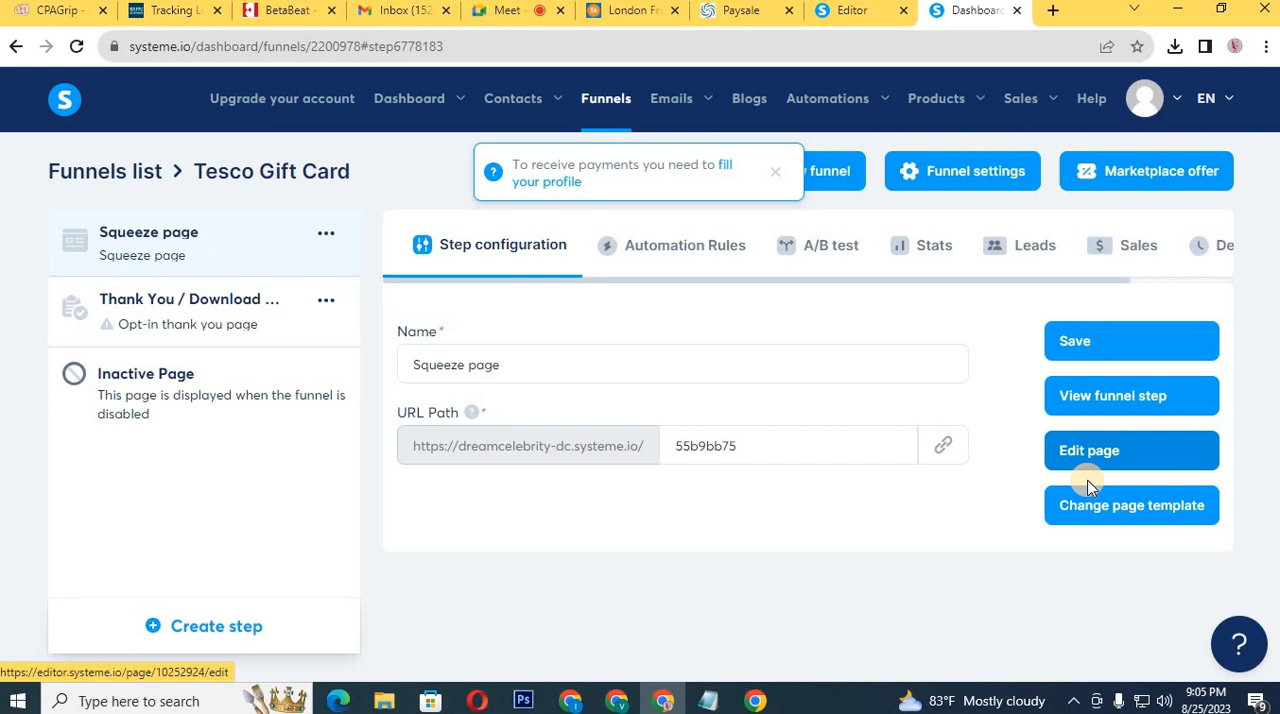 CPAGrip -
Tracking Li
BetaBeat -
Inbox (152
Meet -
London Fr
Paysale
Editor
Dashboard
systeme.io/dashboard/funnels/2200978#step6778183
S
Upgrade your account
Dashboard
Contacts
Funnels
Emails
Blogs
Automations
Products
Sales
Help
EN
Funnels list > Tesco Gift Card
? To receive payments you need to fill
your profile
funnel
Funnel settings
Marketplace offer
Squeeze page
Squeeze page
Thank You / Download ...
Opt-in thank you page
Inactive Page
This page is displayed when the funnel is
disabled
Create step
Step configuration
Automation Rules
A/B test
Stats
Leads
Sales
De
Name*
Squeeze page
URL Path ? *
https://dreamcelebrity-dc.systeme.io/
55b9bb75
Save
View funnel step
Edit page
Change page template
?
https://editor.systeme.io/page/10252924/edit
Type here to search
Ps
83°F Mostly cloudy
9:05 PM
8/25/2023